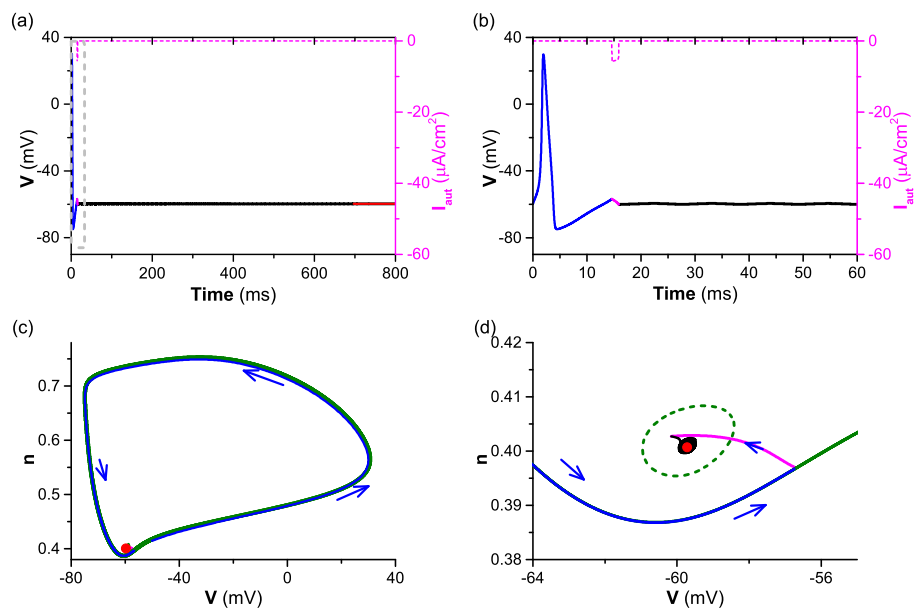 (a)
40
0
-40
-80
V (mV)
0
-20
-40
-60
I_aut (μA/cm²)
0 200 400 600 800
Time (ms)
(b)
40
0
-40
-80
V (mV)
0
-20
-40
-60
I_aut (μA/cm²)
0 10 20 30 40 50 60
Time (ms)
(c)
0.7
0.6
0.5
0.4
n
-80 -40 0 40
V (mV)
(d)
0.42
0.41
0.40
0.39
0.38
n
-64 -60 -56
V (mV)